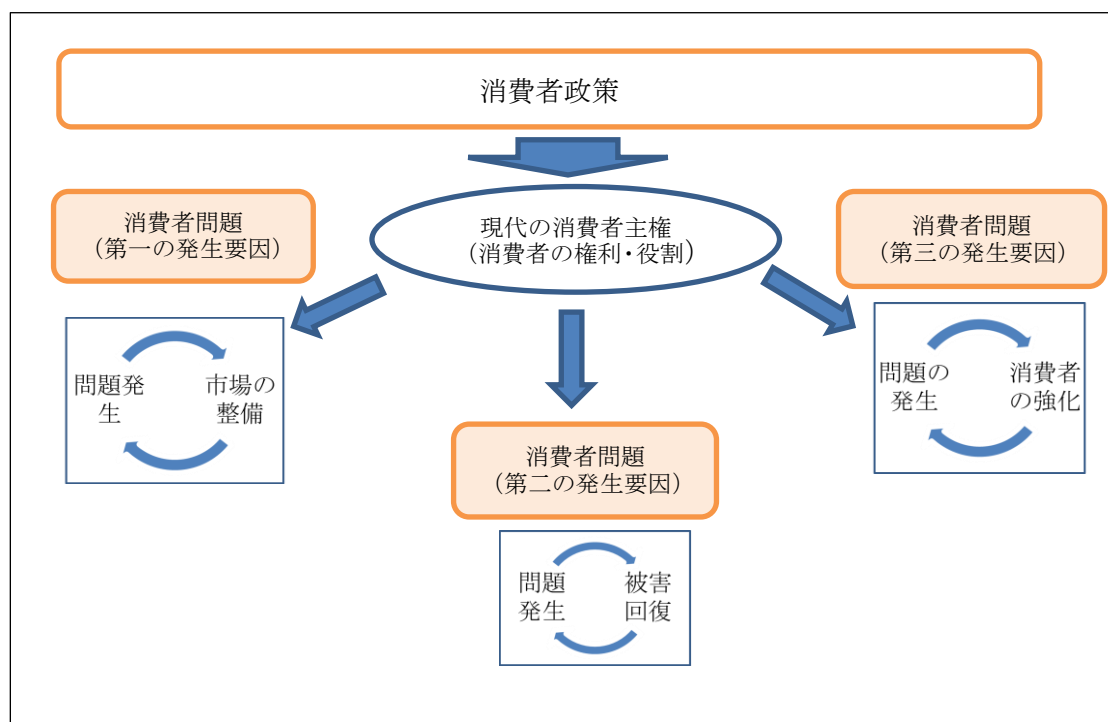 消費者政策
消費者問題
（第一の発生要因）
現代の消費者主権
（消費者の権利・役割）
消費者問題
（第三の発生要因）
問題発
生
市場の
整備
問題の
発生
消費者
の強化
消費者問題
（第二の発生要因）
問題
発生
被害
回復